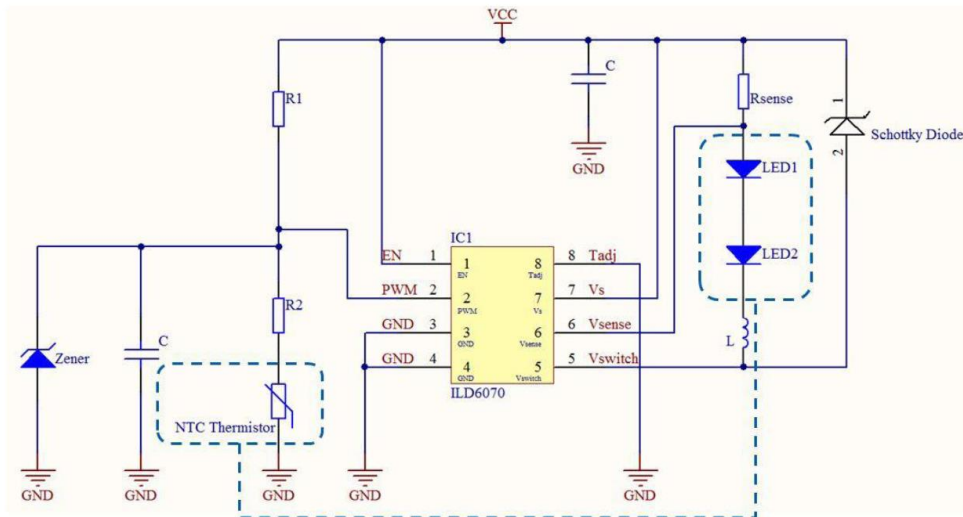 VCC
R1
C
GND
Rsense
1
2
Schottky Diode
LED1
LED2
L
IC1
EN 1
1
EN
8
Tadj
8 Tadj
PWM 2
2
PWM
7
Vs
7 Vs
GND 3
3
GND
6
Vsense
6 Vsense
GND 4
4
GND
5
Vswitch
5 Vswitch
ILD6070
R2
C
Zener
NTC Thermistor
GND
GND
GND
GND
GND